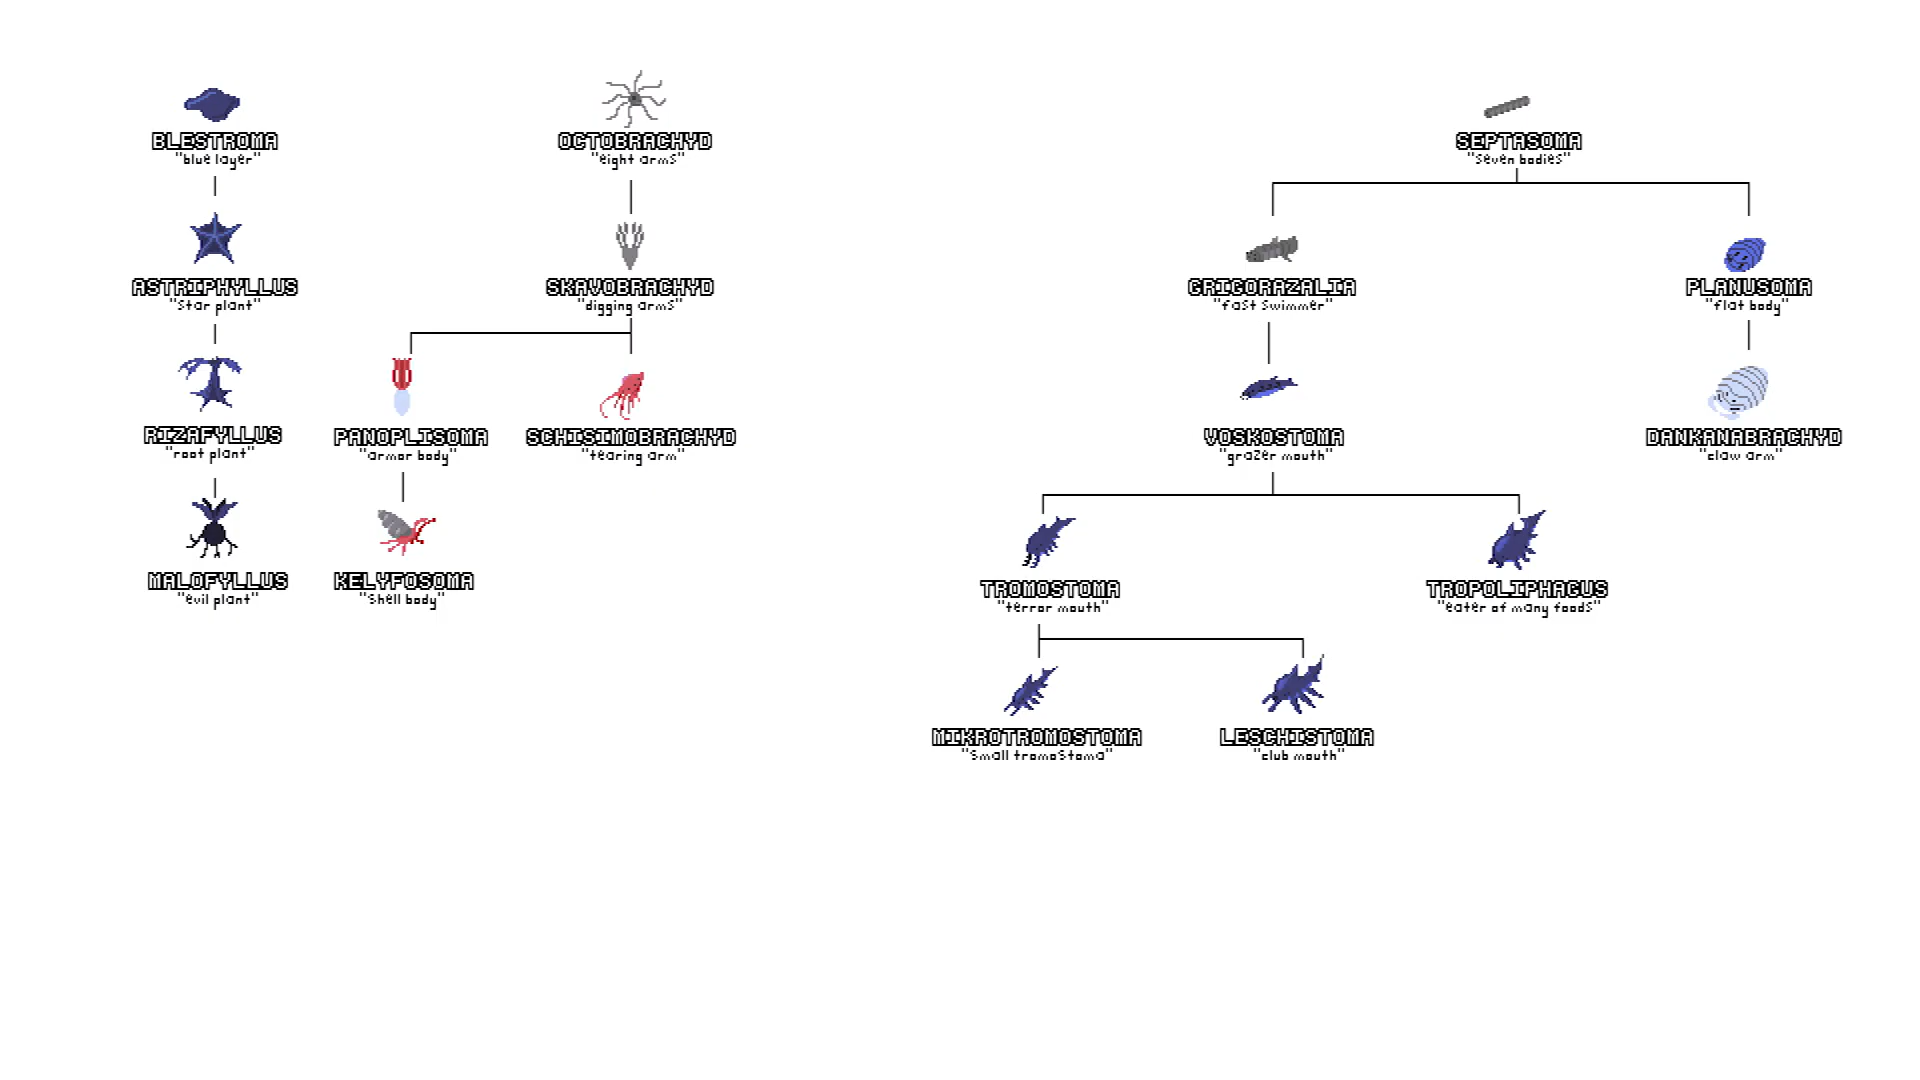 BLESTROMA
"blue layer"
OCTOBRACHYD
"eight arms"
SEPTASOMA
"seven bodies"
ASTRIPHYLLUS
"star plant"
SKAVOBRACHYD
"digging arms"
GRIGORAZALIA
"fast swimmer"
PLANUSOMA
"flat body"
RIZAFYLLUS
"root plant"
PANOPLISOMA
"armor body"
SCHISIMOBRACHYD
"tearing arm"
VOSKOSTOMA
"grazer mouth"
DANKANABRACHYD
"claw arm"
MALOFYLLUS
"evil plant"
KELYFOSOMA
"shell body"
TROMOSTOMA
"terror mouth"
TROPOLIPHAGUS
"eater of many foods"
MIKROTROMOSTOMA
"small tromostoma"
LESCHISTOMA
"club mouth"